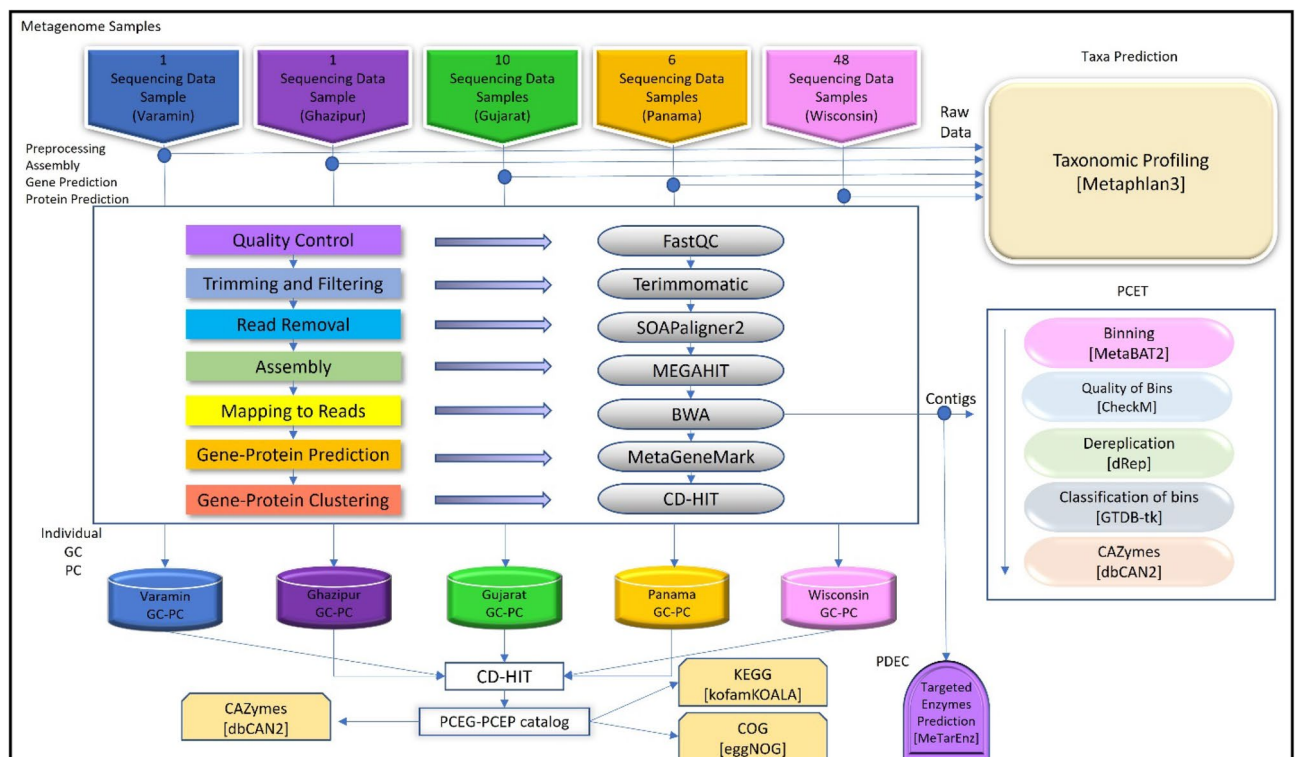 Metagenome Samples
1
Sequencing Data
Sample
(Varamin)
1
Sequencing Data
Sample
(Ghazipur)
10
Sequencing Data
Samples
(Gujarat)
6
Sequencing Data
Samples
(Panama)
48
Sequencing Data
Samples
(Wisconsin)
Taxa Prediction
Raw
Data
Taxonomic Profiling
[Metaphlan3]
Preprocessing
Assembly
Gene Prediction
Protein Prediction
Quality Control
FastQC
Trimming and Filtering
Terimmomatic
Read Removal
SOAPaligner2
Assembly
MEGAHIT
Mapping to Reads
BWA
Gene-Protein Prediction
MetaGeneMark
Gene-Protein Clustering
CD-HIT
Contigs
PCET
Binning
[MetaBAT2]
Quality of Bins
[CheckM]
Dereplication
[dRep]
Classification of bins
[GTDB-tk]
CAZymes
[dbCAN2]
Individual
GC
PC
Varamin
GC-PC
Ghazipur
GC-PC
Gujarat
GC-PC
Panama
GC-PC
Wisconsin
GC-PC
CD-HIT
PCEG-PCEP catalog
CAZymes
[dbCAN2]
KEGG
[kofamKOALA]
COG
[eggNOG]
PDEC
Targeted
Enzymes
Prediction
[MeTarEnz]